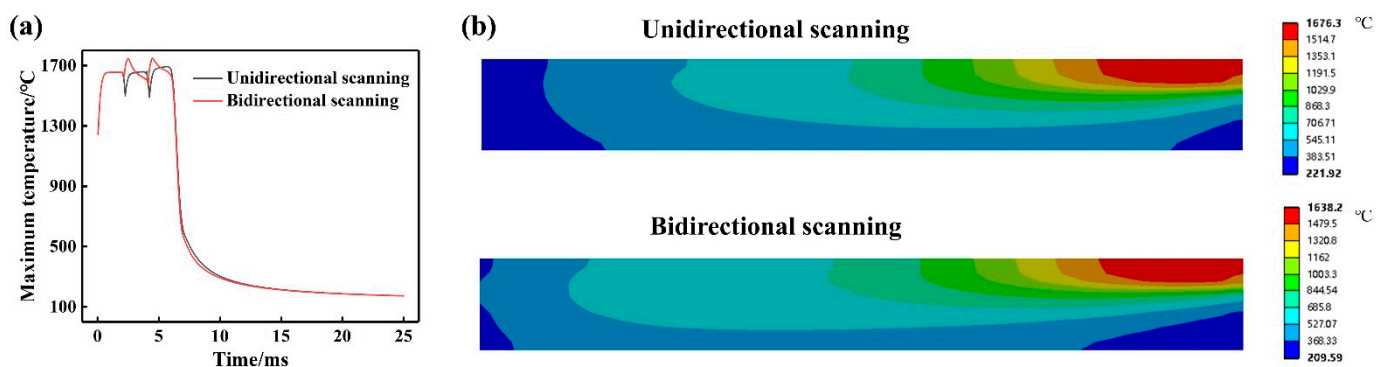 (a)
Maximum temperature/°C
1700
1300
900
500
100
Unidirectional scanning
Bidirectional scanning
0 5 10 15 20 25
Time/ms
(b)
Unidirectional scanning
°C
1676.3
1514.7
1353.1
1191.5
1029.9
868.3
706.71
545.11
383.51
221.92
Bidirectional scanning
°C
1638.2
1479.5
1320.8
1162
1003.3
844.54
685.8
527.07
368.33
209.59